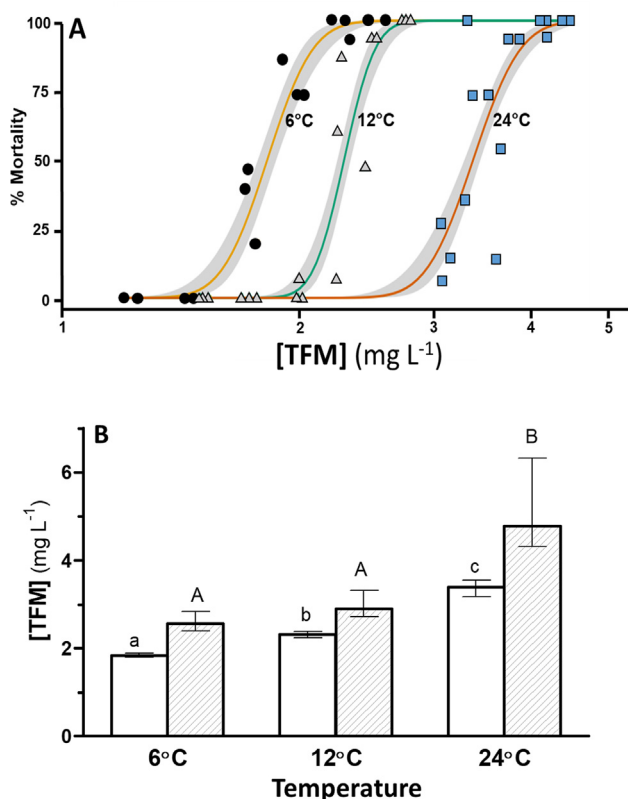 A
100
75
50
25
0
% Mortality
6°C
12°C
24°C
1
2
3
4
5
[TFM] (mg L-1)
B
6
4
2
0
[TFM] (mg L-1)
a
A
b
A
c
B
6°C
12°C
24°C
Temperature